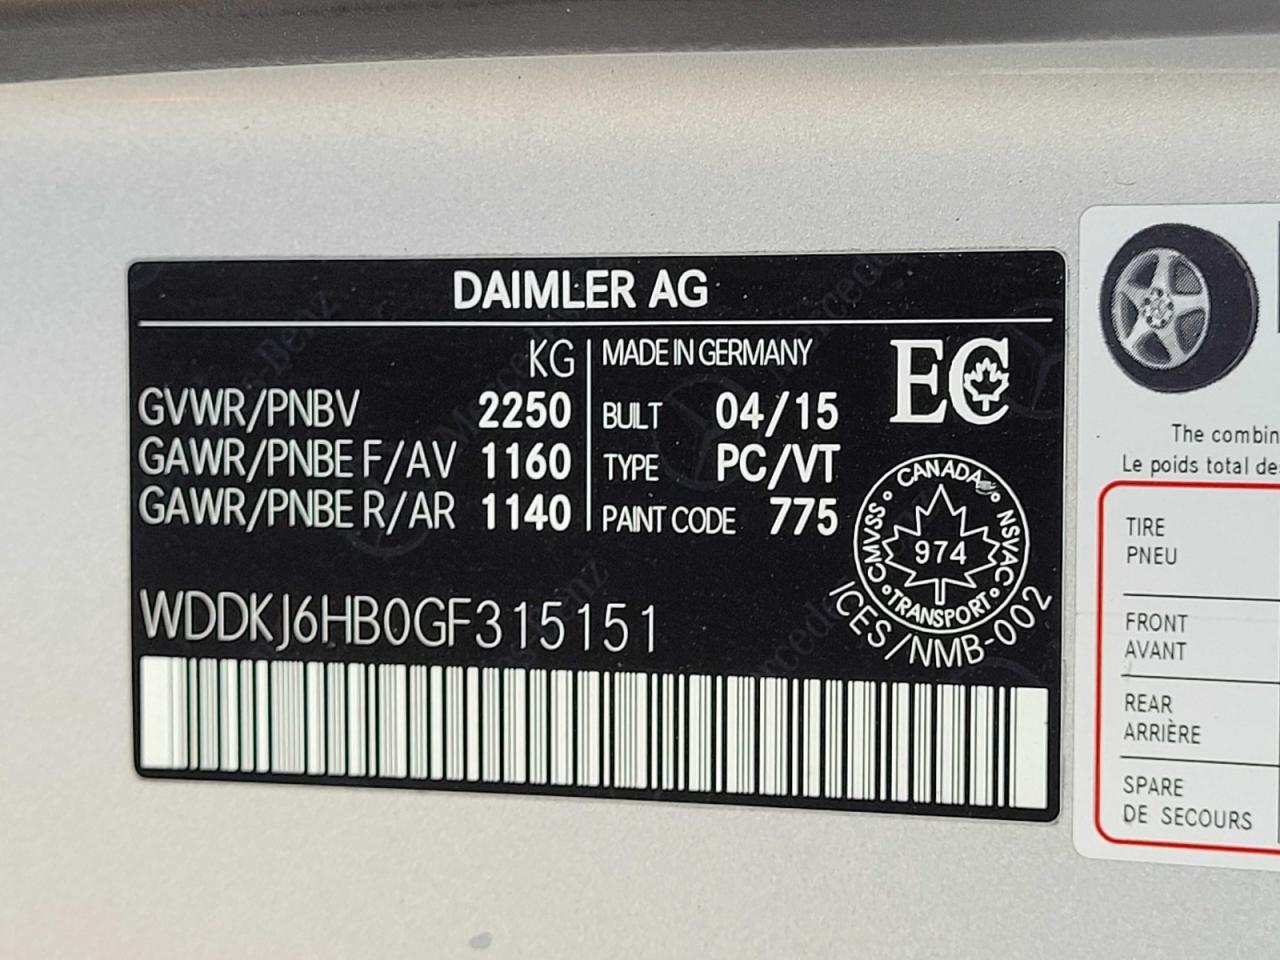 DAIMLER AG
KG
GVWR/PNBV 2250
GAWR/PNBE F/AV 1160
GAWR/PNBE R/AR 1140
MADE IN GERMANY
BUILT 04/15
TYPE PC/VT
PAINT CODE 775
EC
CANADA
CMVSS
NSVAC
974
TRANSPORT
ICES/NMB-002
WDDKJ6HB0GF315151
The combin
Le poids total de
TIRE
PNEU
FRONT
AVANT
REAR
ARRIÈRE
SPARE
DE SECOURS